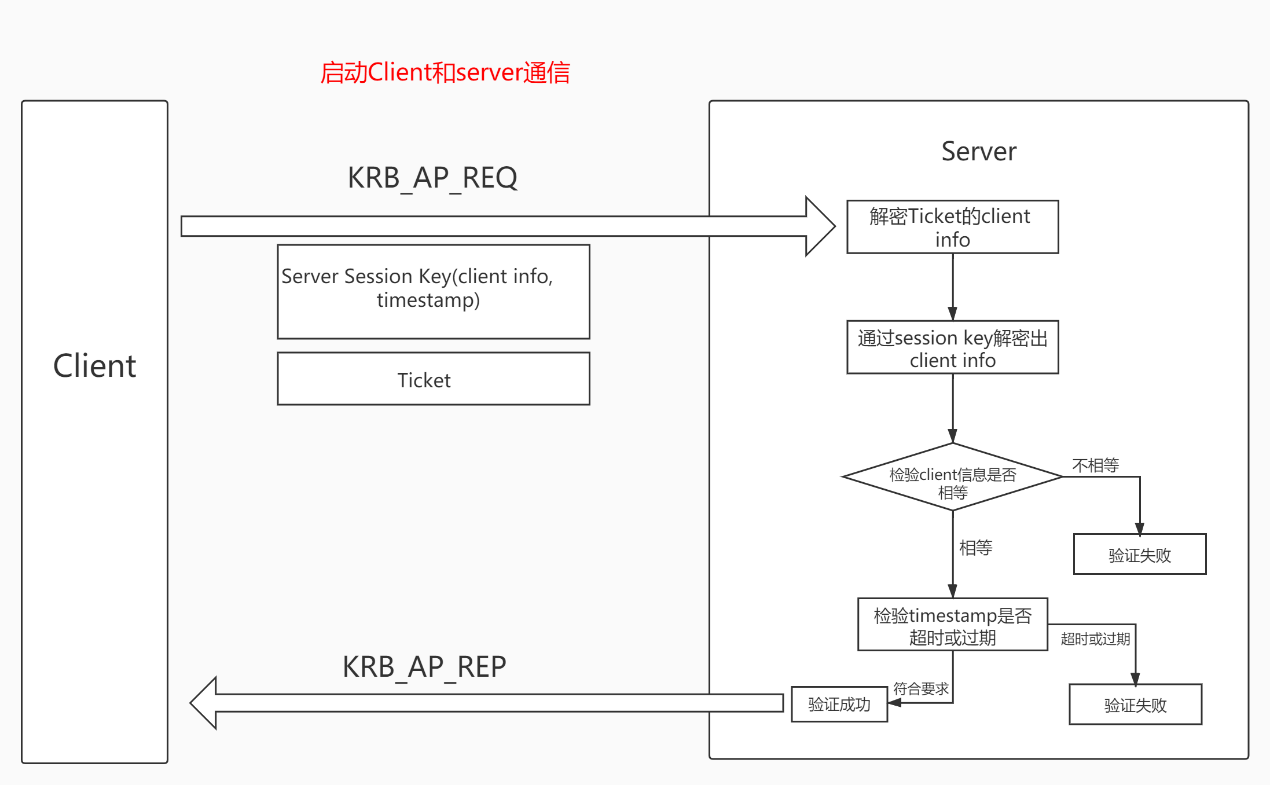 启动Client和server通信
Client
KRB_AP_REQ
Server Session Key(client info,
timestamp)
Ticket
KRB_AP_REP
Server
解密Ticket的client
info
通过session key解密出
client info
检验client信息是否
相等
不相等
验证失败
相等
检验timestamp是否
超时或过期
超时或过期
验证失败
符合要求
验证成功